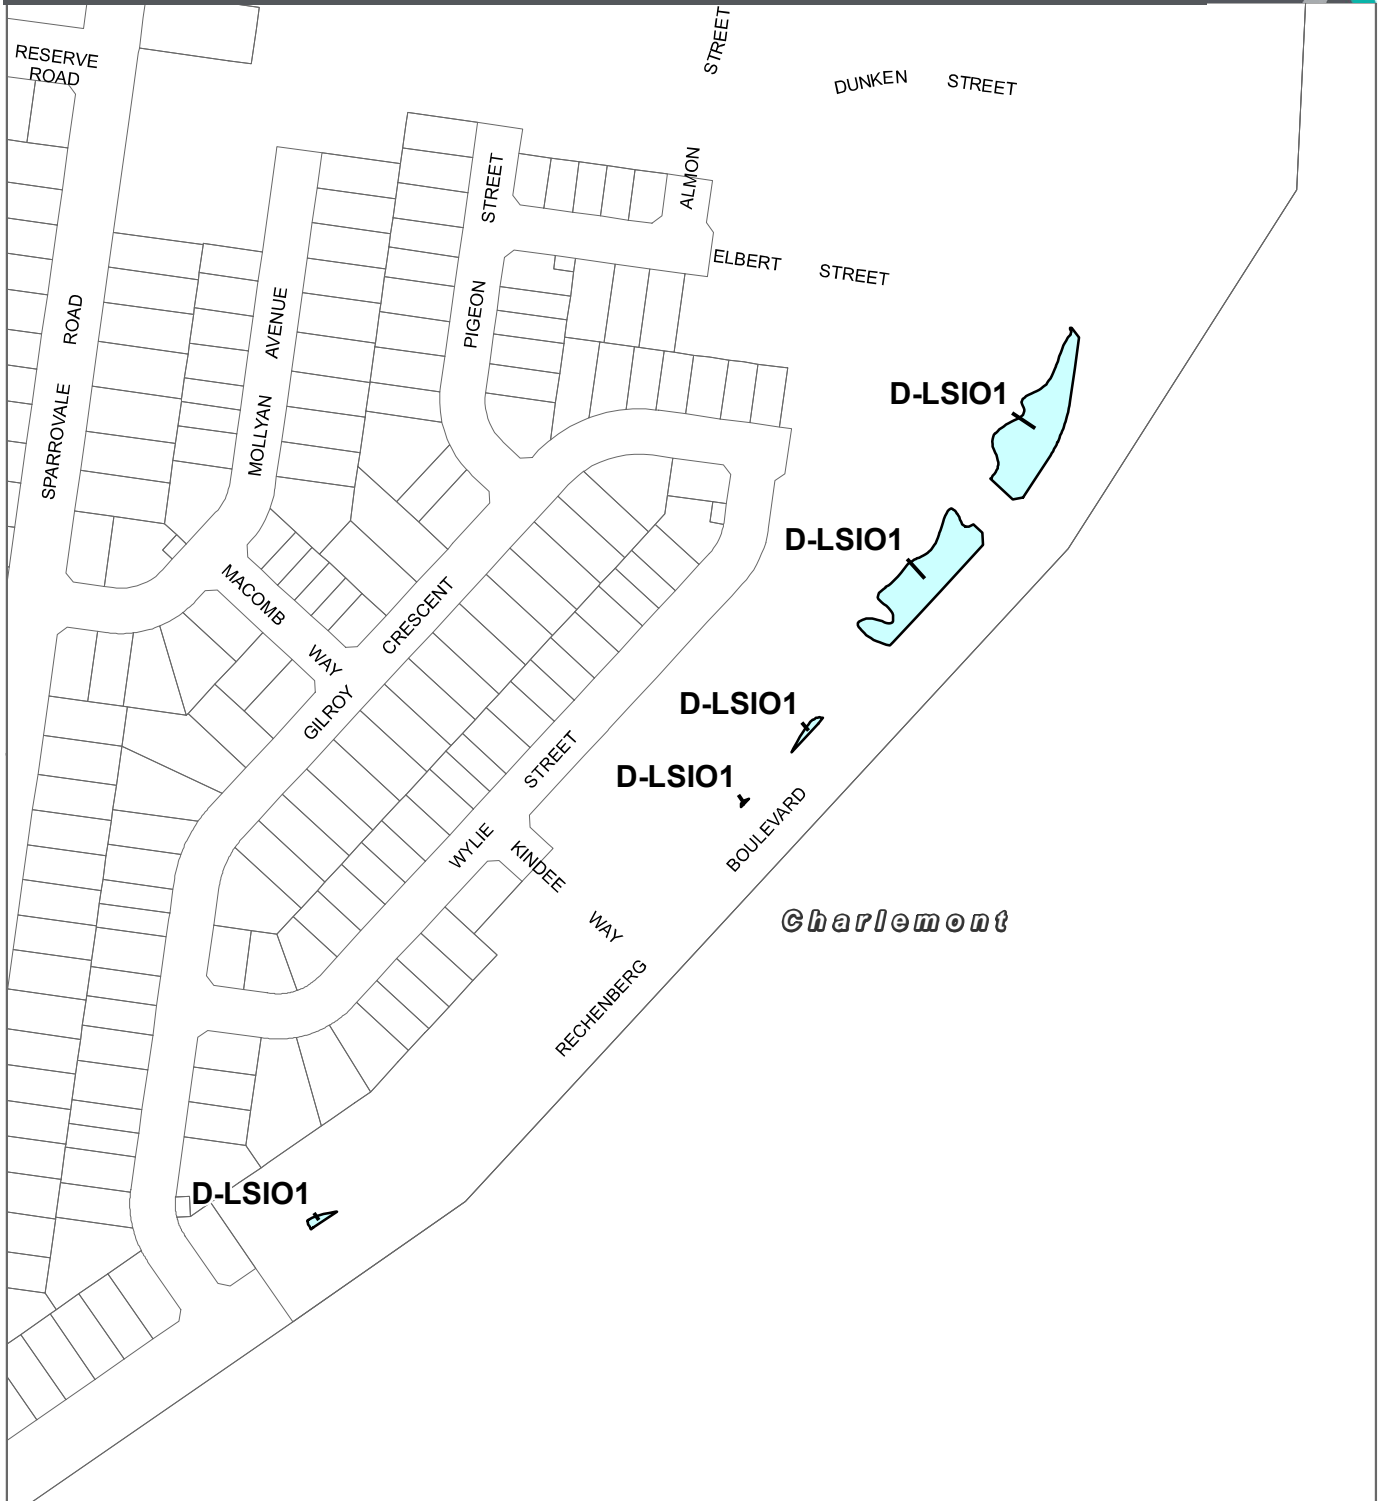 RESERVE
ROAD
STREET
DUNKEN STREET
ALMON
STREET
PIGEON
ELBERT STREET
ROAD
SPARROVALE
AVENUE
MOLLYAN
D-LSIO1
D-LSIO1
MACOMB
WAY
CRESCENT
GILROY
D-LSIO1
D-LSIO1
STREET
WYLIE
BOULEVARD
KINDEE
WAY
Charlemont
RECHENBERG
D-LSIO1